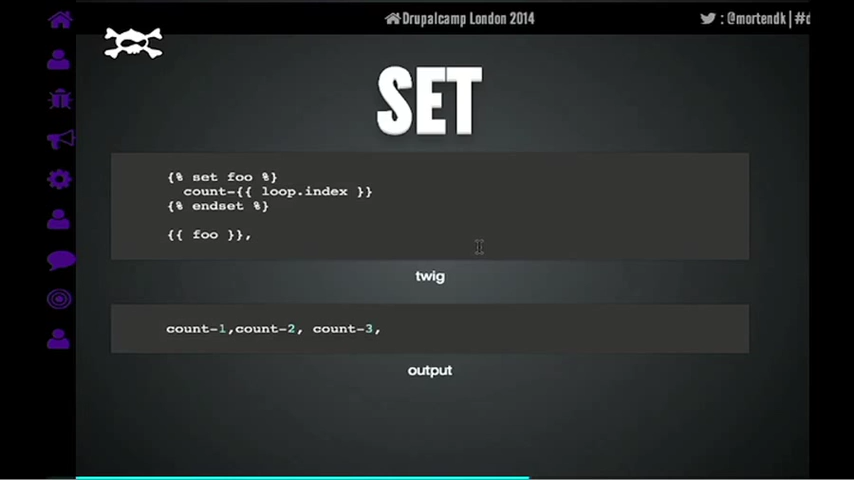 Drupalcamp London 2014
: @mortendk | #d
SET
{% set foo %}
count-{{ loop.index }}
{% endset %}
{{ foo }},
twig
count-1,count-2, count-3,
output